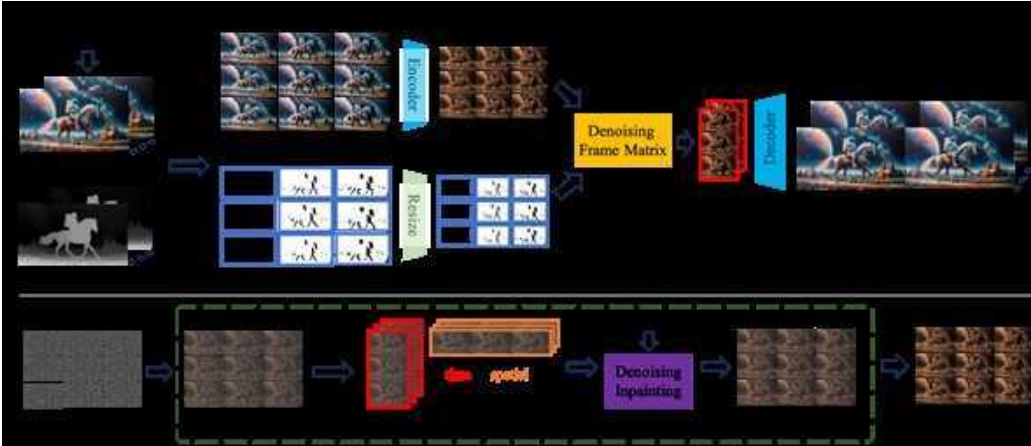 Encoder
Denoising
Frame Matrix
Decoder
Resize
time
spatial
Denoising
Inpainting